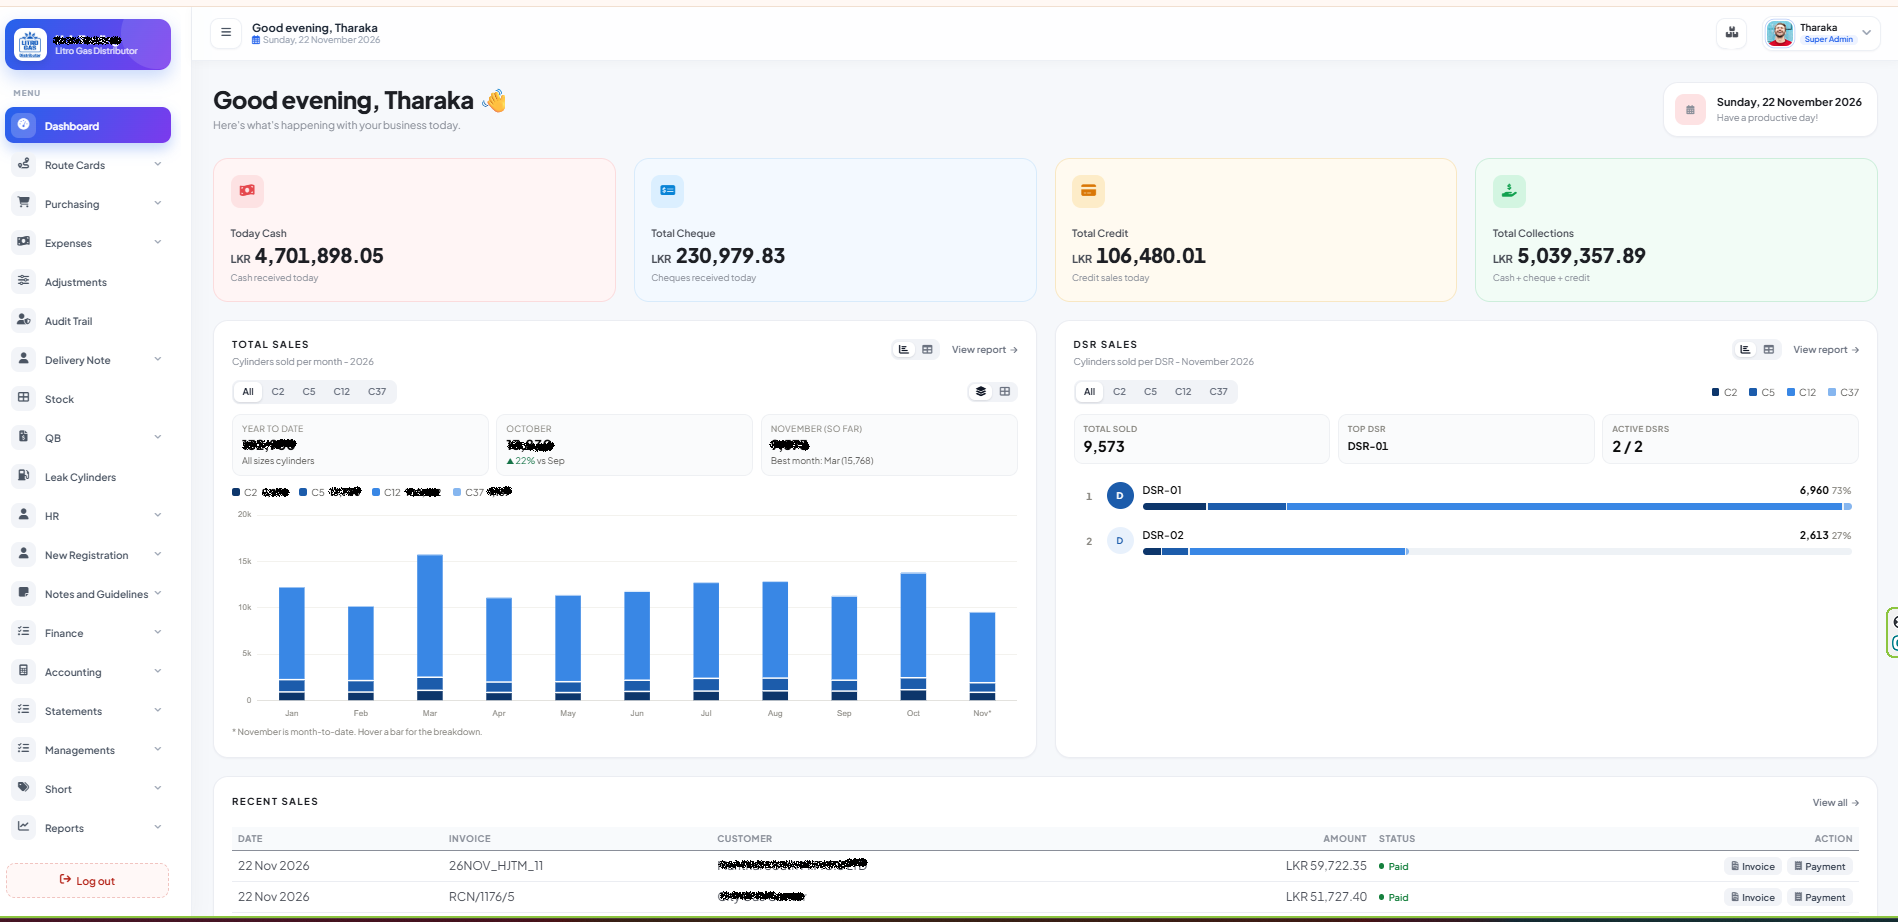 LITRO
GAS
Litro Gas Distributor
MENU
Dashboard
Route Cards
Purchasing
Expenses
Adjustments
Audit Trail
Delivery Note
Stock
QB
Leak Cylinders
HR
New Registration
Notes and Guidelines
Finance
Accounting
Statements
Managements
Short
Reports
Log out
Good evening, Tharaka
Sunday, 22 November 2026
Tharaka
Super Admin
Good evening, Tharaka
Here's what's happening with your business today.
Sunday, 22 November 2026
Have a productive day!
Today Cash
LKR 4,701,898.05
Cash received today
Total Cheque
LKR 230,979.83
Cheques received today
Total Credit
LKR 106,480.01
Credit sales today
Total Collections
LKR 5,039,357.89
Cash + cheque + credit
TOTAL SALES
Cylinders sold per month - 2026
View report →
All C2 C5 C12 C37
YEAR TO DATE
All sizes cylinders
OCTOBER
▲ 22% vs Sep
NOVEMBER (SO FAR)
Best month: Mar (15,768)
C2 C5 C12 C37
20k
15k
10k
5k
0
Jan Feb Mar Apr May Jun Jul Aug Sep Oct Nov*
* November is month-to-date. Hover a bar for the breakdown.
DSR SALES
Cylinders sold per DSR - November 2026
View report →
All C2 C5 C12 C37
C2 C5 C12 C37
TOTAL SOLD
9,573
TOP DSR
DSR-01
ACTIVE DSRS
2 / 2
1 D DSR-01 6,960 73%
2 D DSR-02 2,613 27%
RECENT SALES
View all →
DATE INVOICE CUSTOMER AMOUNT STATUS ACTION
22 Nov 2026 26NOV_HJTM_11 LKR 59,722.35 Paid Invoice Payment
22 Nov 2026 RCN/1176/5 LKR 51,727.40 Paid Invoice Payment